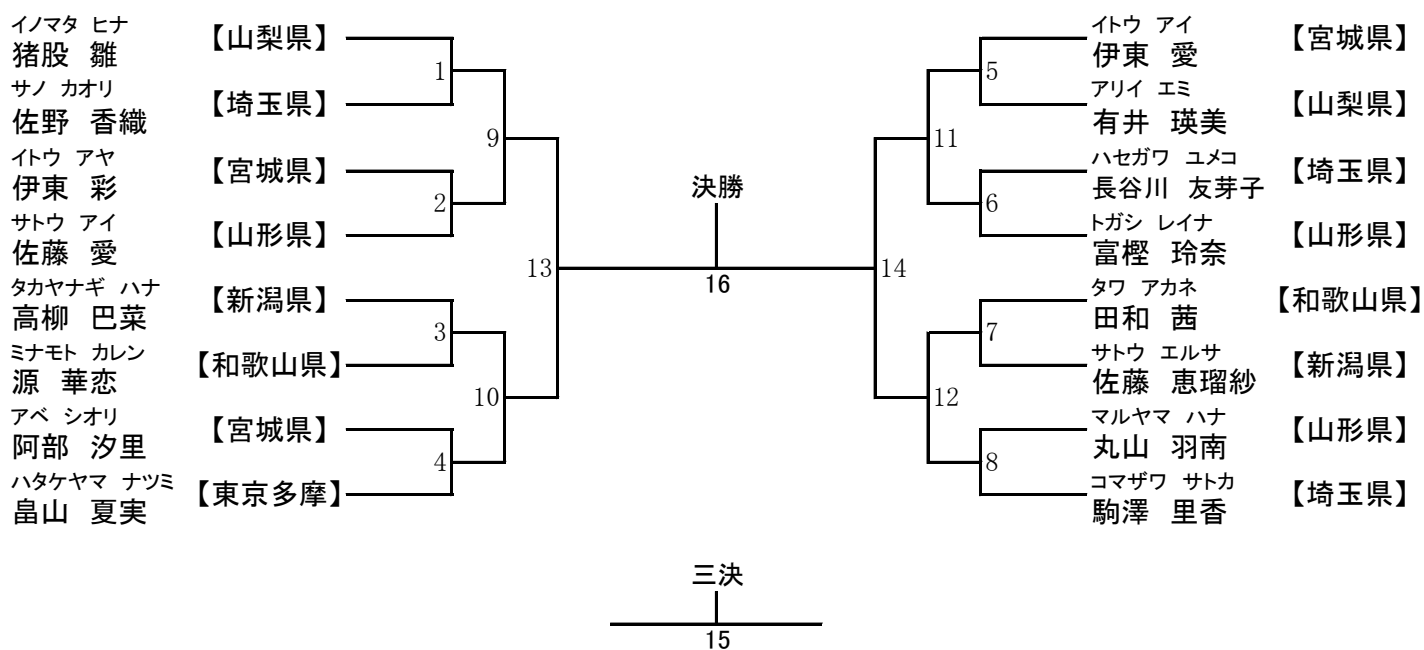 イノマタ ヒナ
猪股 雛 【山梨県】
サノ カオリ
佐野 香織 【埼玉県】
イトウ アヤ
伊東 彩 【宮城県】
サトウ アイ
佐藤 愛 【山形県】
タカヤナギ ハナ
高柳 巴菜 【新潟県】
ミナモト カレン
源 華恋 【和歌山県】
アベ シオリ
阿部 汐里 【宮城県】
ハタケヤマ ナツミ
畠山 夏実 【東京多摩】
1
2
3
4
9
10
13
決勝
16
14
11
12
5
6
7
8
イトウ アイ
伊東 愛 【宮城県】
アリイ エミ
有井 瑛美 【山梨県】
ハセガワ ユメコ
長谷川 友芽子 【埼玉県】
トガシ レイナ
富樫 玲奈 【山形県】
タワ アカネ
田和 茜 【和歌山県】
サトウ エルサ
佐藤 恵瑠紗 【新潟県】
マルヤマ ハナ
丸山 羽南 【山形県】
コマザワ サトカ
駒澤 里香 【埼玉県】
三決
15